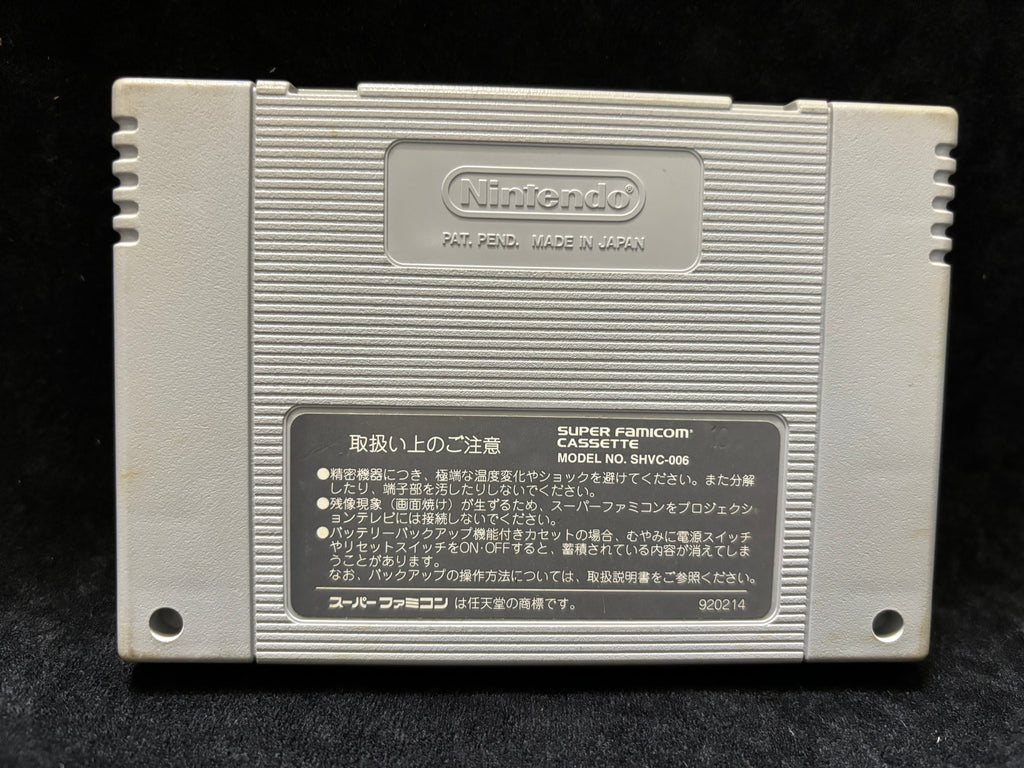 Nintendo®
PAT. PEND. MADE IN JAPAN
取扱い上のご注意
SUPER FAMICOM®
CASSETTE
MODEL NO. SHVC-006
●精密機器につき、極端な温度変化やショックを避けてください。また分解
したり、端子部を汚したりしないでください。
●残像現象（画面焼け）が生ずるため、スーパーファミコンをプロジェクシ
ョンテレビには接続しないでください。
●バッテリーバックアップ機能付きカセットの場合、むやみに電源スイッチ
やリセットスイッチをON·OFFすると、蓄積されている内容が消えてしま
うことがあります。
なお、バックアップの操作方法については、取扱説明書をご参照ください。
スーパーファミコン は任天堂の商標です。
920214